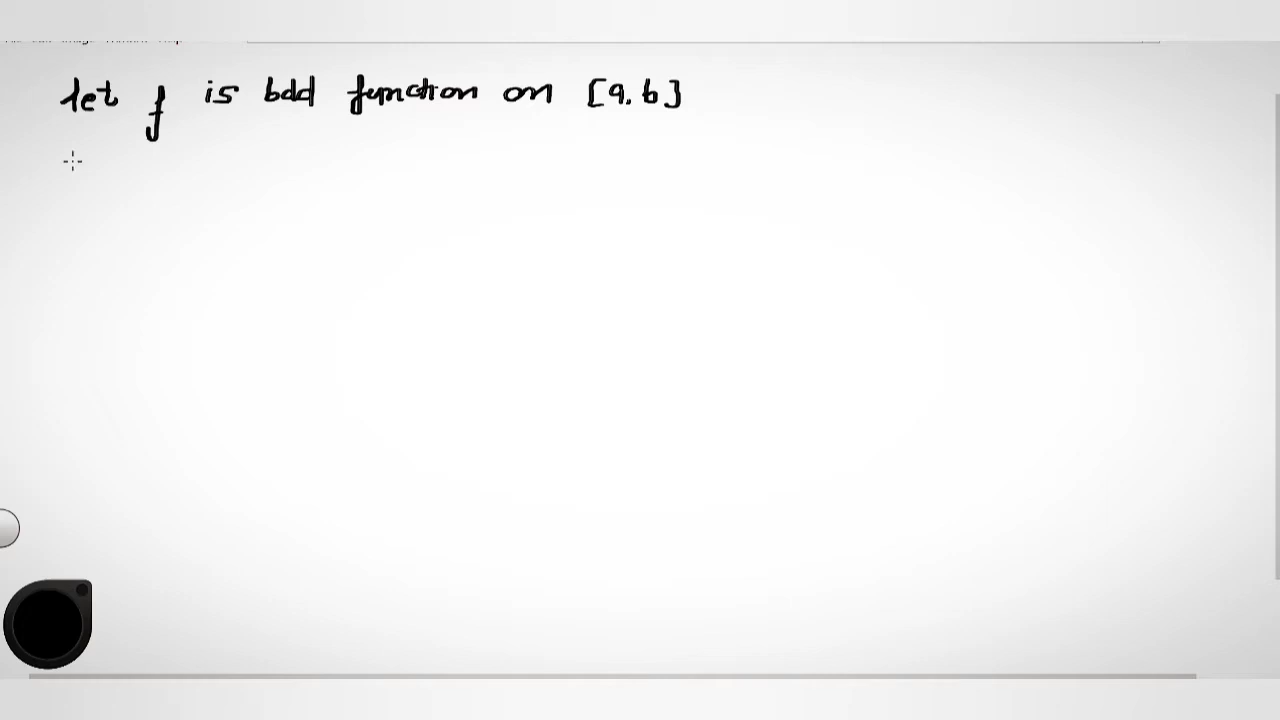 let f is bdd function on [a, b]